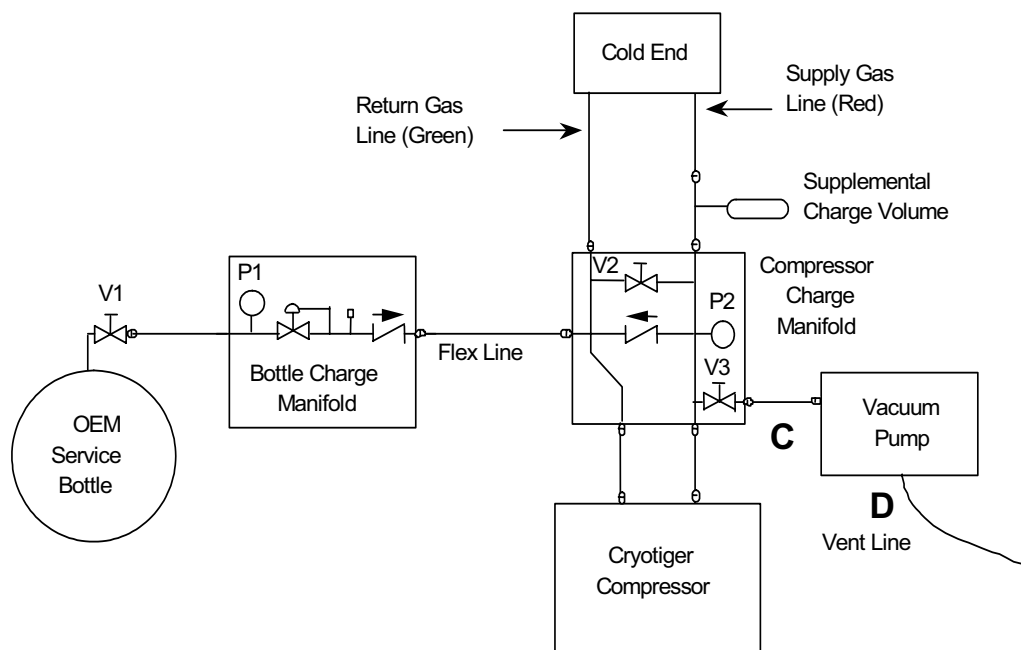 Cold End
Supply Gas
Line (Red)
Return Gas
Line (Green)
Supplemental
Charge Volume
V2
Compressor
Charge
Manifold
P1
P2
V1
Flex Line
V3
Bottle Charge
Manifold
OEM
Service
Bottle
C
Vacuum
Pump
D
Vent Line
Cryotiger
Compressor